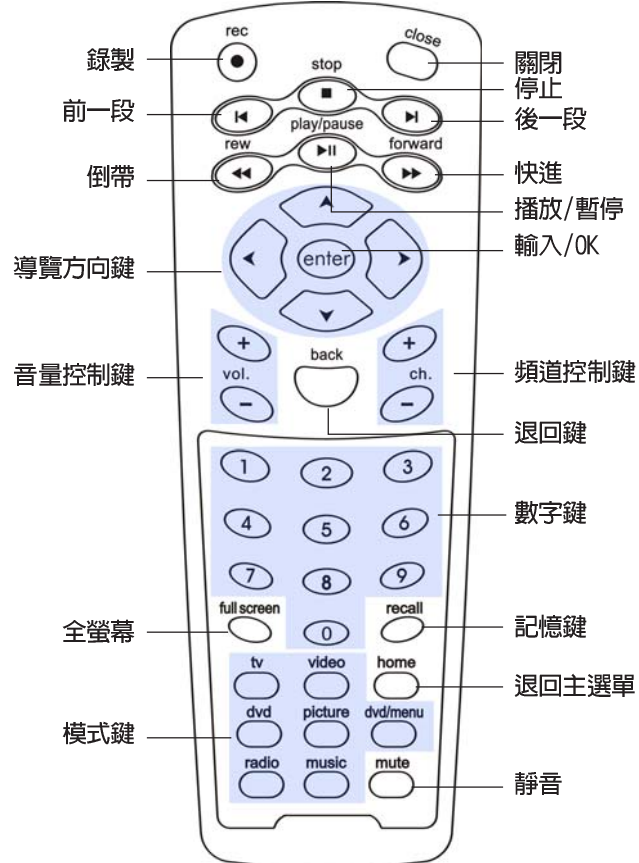 rec
close
錄製
關閉
stop
停止
前一段
後一段
play/pause
rew
forward
倒帶
快進
播放/暫停
enter
輸入/OK
導覽方向鍵
+
+
back
音量控制鍵
vol.
ch.
頻道控制鍵
退回鍵
1
2
3
數字鍵
4
5
6
7
8
9
full screen
recall
全螢幕
0
記憶鍵
tv
video
home
退回主選單
模式鍵
dvd
picture
dvd/menu
radio
music
mute
靜音